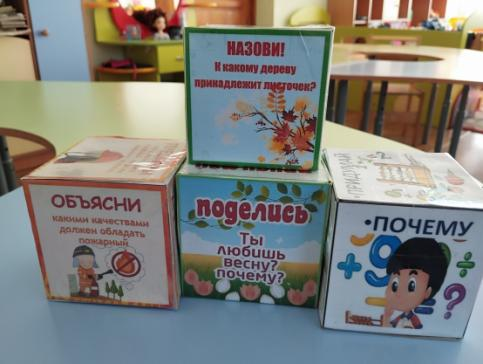 НАЗОВИ!
К какому дереву
принадлежит листочек?
ОБЪЯСНИ
какими качествами
должен обладать
пожарный
поделись
Ты
любишь
весну?
почему?
•ПОЧЕМУ